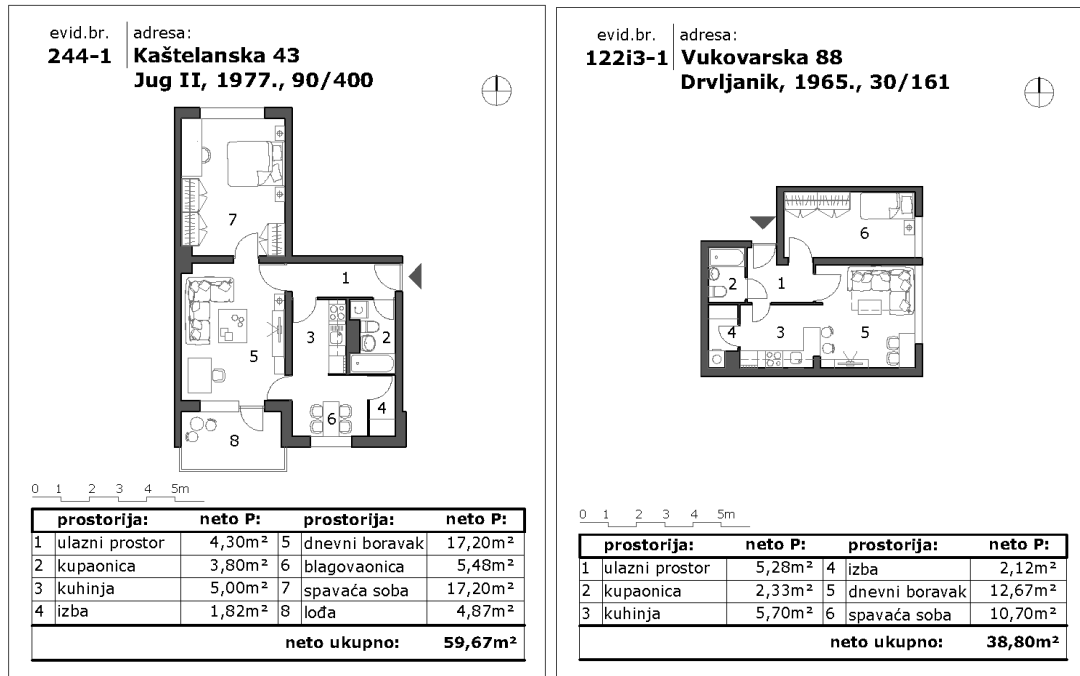 evid.br. adresa:
244-1 Kaštelanska 43
Jug II, 1977., 90/400
7
1
2
3
5
4
6
8
0 1 2 3 4 5m
prostorija: neto P: prostorija: neto P:
1 ulazni prostor 4,30m² 5 dnevni boravak 17,20m²
2 kupaonica 3,80m² 6 blagovaonica 5,48m²
3 kuhinja 5,00m² 7 spavaća soba 17,20m²
4 izba 1,82m² 8 lođa 4,87m²
neto ukupno: 59,67m²
evid.br. adresa:
122i3-1 Vukovarska 88
Drvljanik, 1965., 30/161
6
2
1
4
3
5
0 1 2 3 4 5m
prostorija: neto P: prostorija: neto P:
1 ulazni prostor 5,28m² 4 izba 2,12m²
2 kupaonica 2,33m² 5 dnevni boravak 12,67m²
3 kuhinja 5,70m² 6 spavaća soba 10,70m²
neto ukupno: 38,80m²